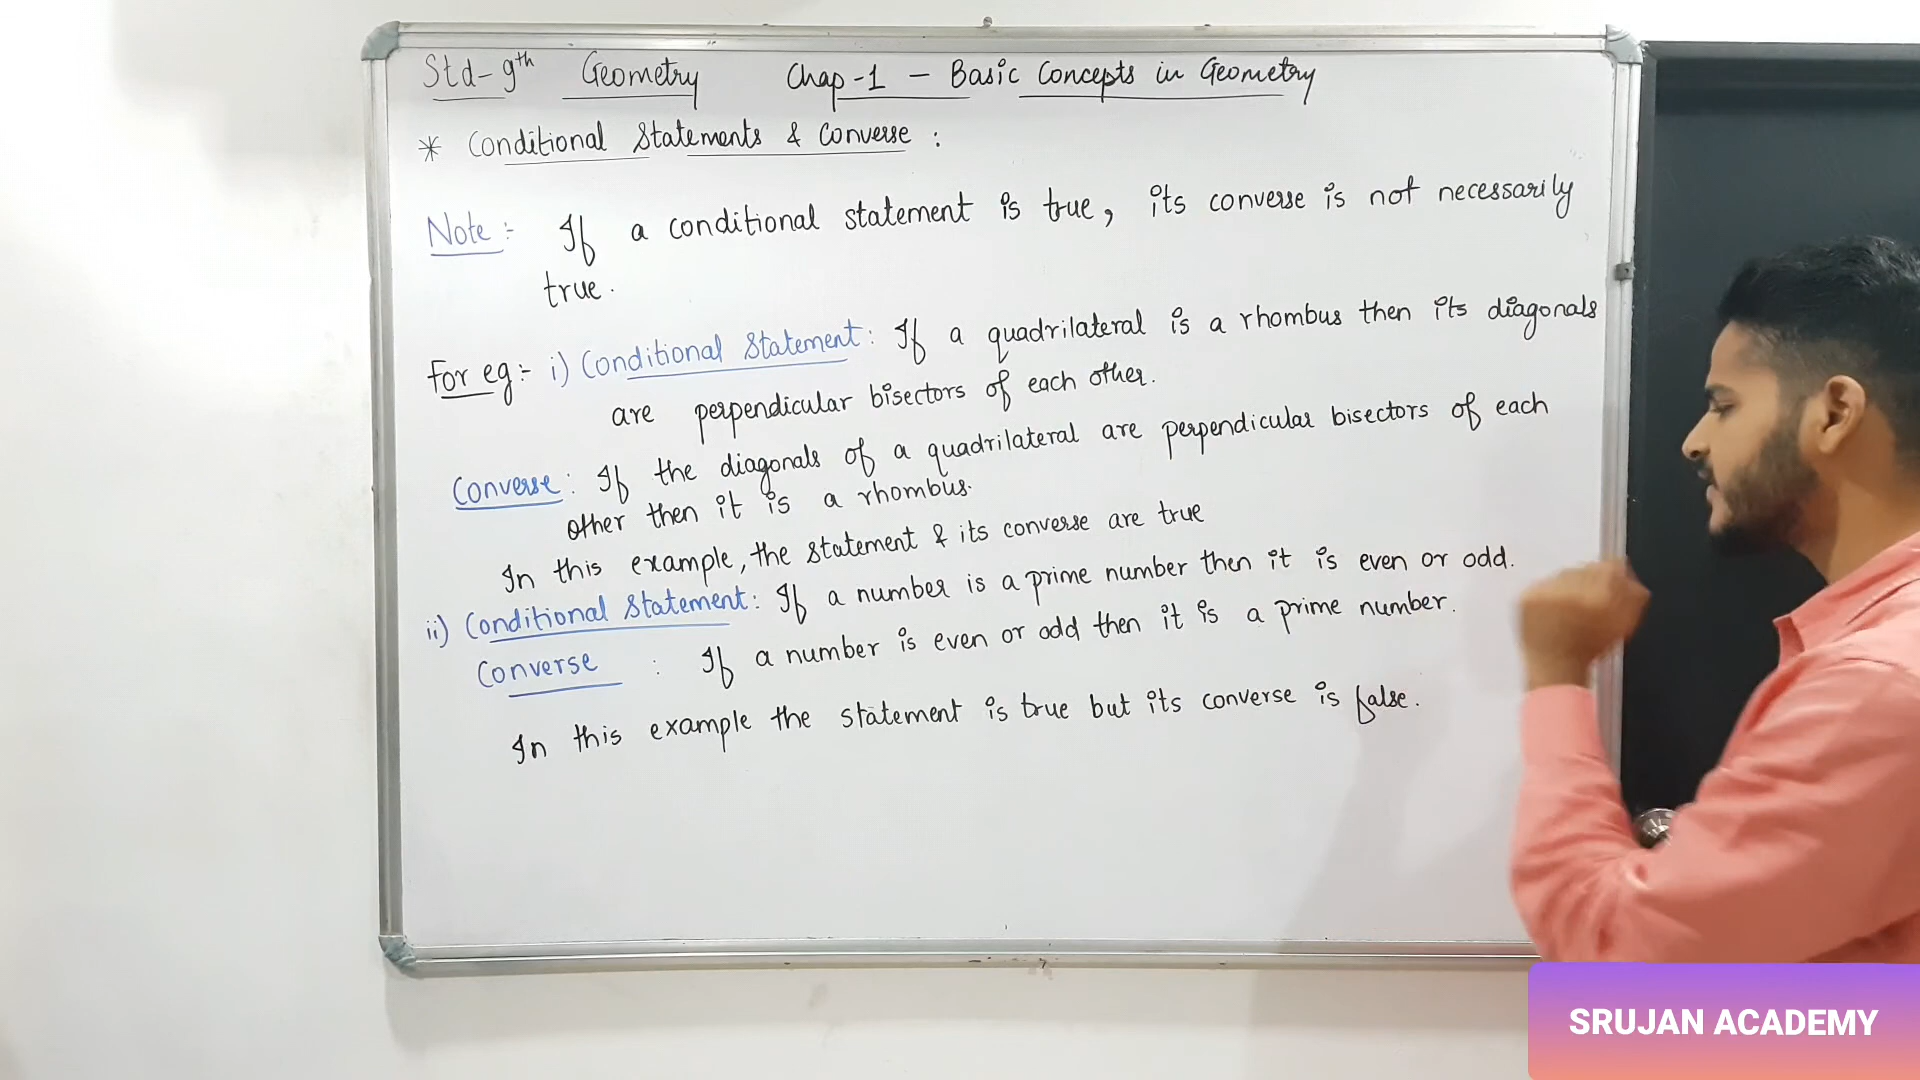 Std - 9th Geometry Chap-1 - Basic Concepts in Geometry
* Conditional Statements & Converse :
Note :- If a conditional statement is true, its converse is not necessarily
true.
For eg :- i) Conditional Statement : If a quadrilateral is a rhombus then its diagonals
are perpendicular bisectors of each other.
Converse : If the diagonals of a quadrilateral are perpendicular bisectors of each
other then it is a rhombus.
In this example, the statement & its converse are true
ii) Conditional Statement : If a number is a prime number then it is even or odd.
Converse : If a number is even or odd then it is a prime number.
In this example the statement is true but its converse is false.
SRUJAN ACADEMY